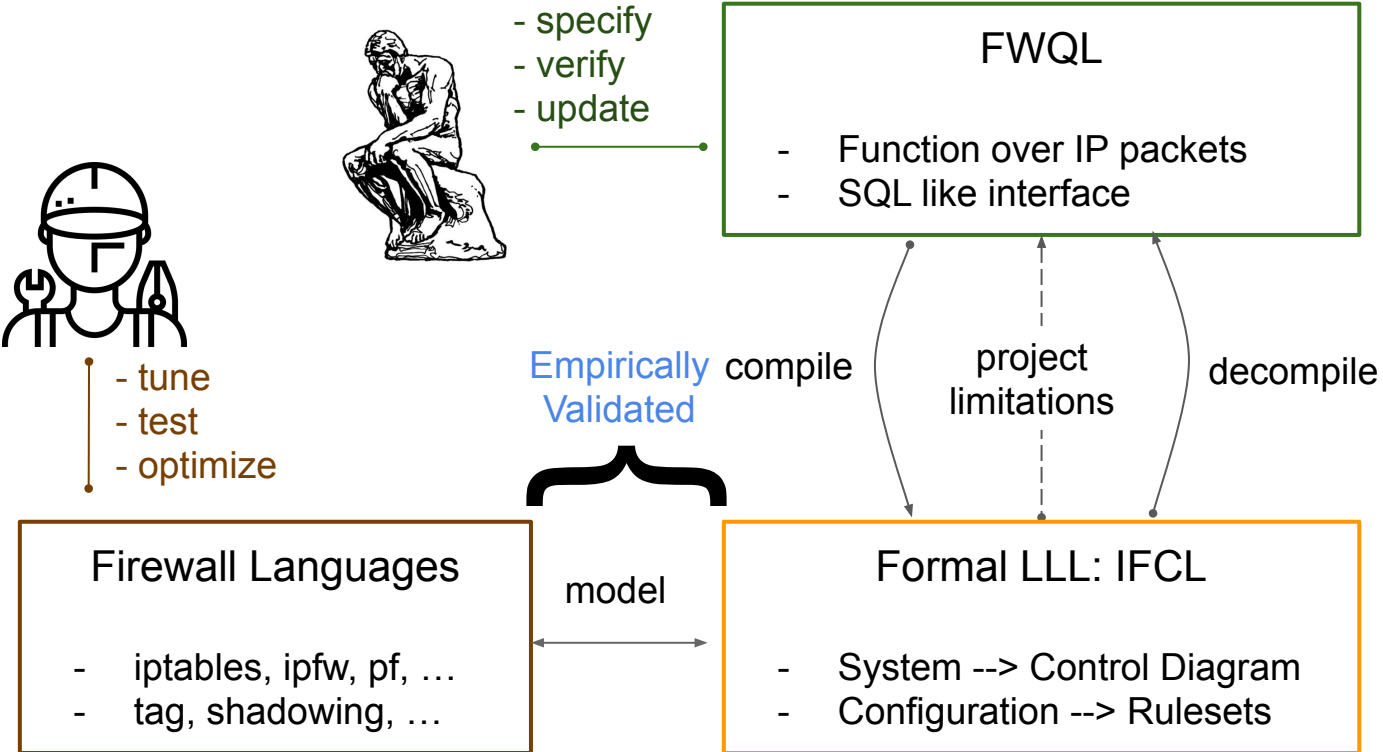 - specify
- verify
- update
FWQL
- Function over IP packets
- SQL like interface
- tune
- test
- optimize
Empirically
Validated
compile
project
limitations
decompile
Firewall Languages
- iptables, ipfw, pf, …
- tag, shadowing, …
model
Formal LLL: IFCL
- System --> Control Diagram
- Configuration --> Rulesets